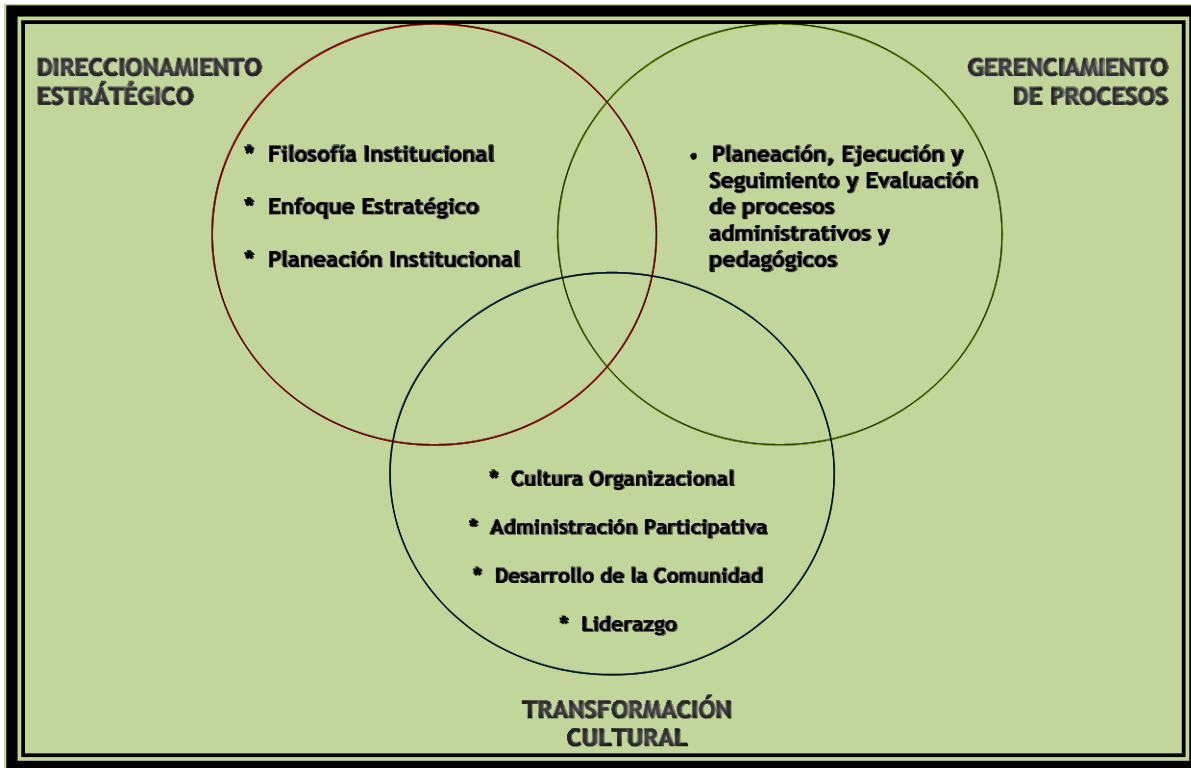 DIRECCIONAMIENTO
ESTRÁTÉGICO
* Filosofía Institucional
* Enfoque Estratégico
* Planeación Institucional
GERENCIAMIENTO
DE PROCESOS
• Planeación, Ejecución y
Seguimiento y Evaluación
de procesos
administrativos y
pedagógicos
* Cultura Organizacional
* Administración Participativa
* Desarrollo de la Comunidad
* Liderazgo
TRANSFORMACIÓN
CULTURAL